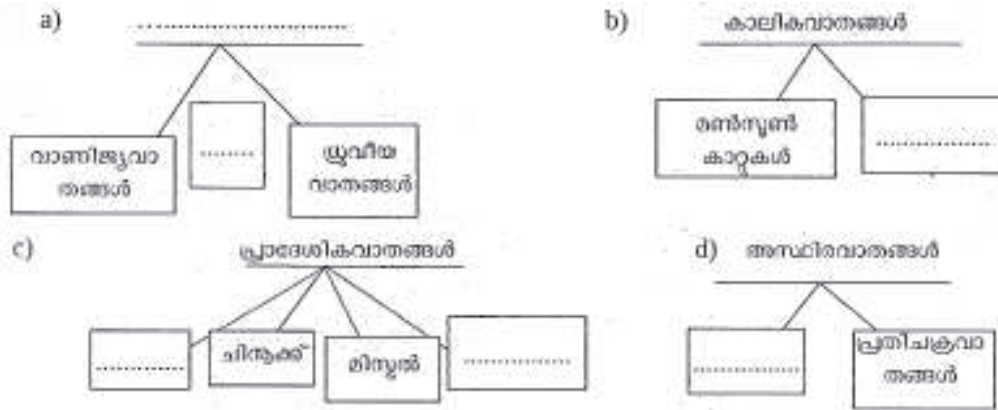 a) ....................................
b) കാലികവാതങ്ങൾ
വാണിജ്യവാ
തങ്ങൾ
..........
ധ്രുവീയ
വാതങ്ങൾ
മൺസൂൺ
കാറ്റുകൾ
....................
c) പ്രാദേശികവാതങ്ങൾ
d) അസ്ഥിരവാതങ്ങൾ
...............
ചിനൂക്ക്
മിസ്ട്രൽ
..................
..................
പ്രതിചക്രവാ
തങ്ങൾ